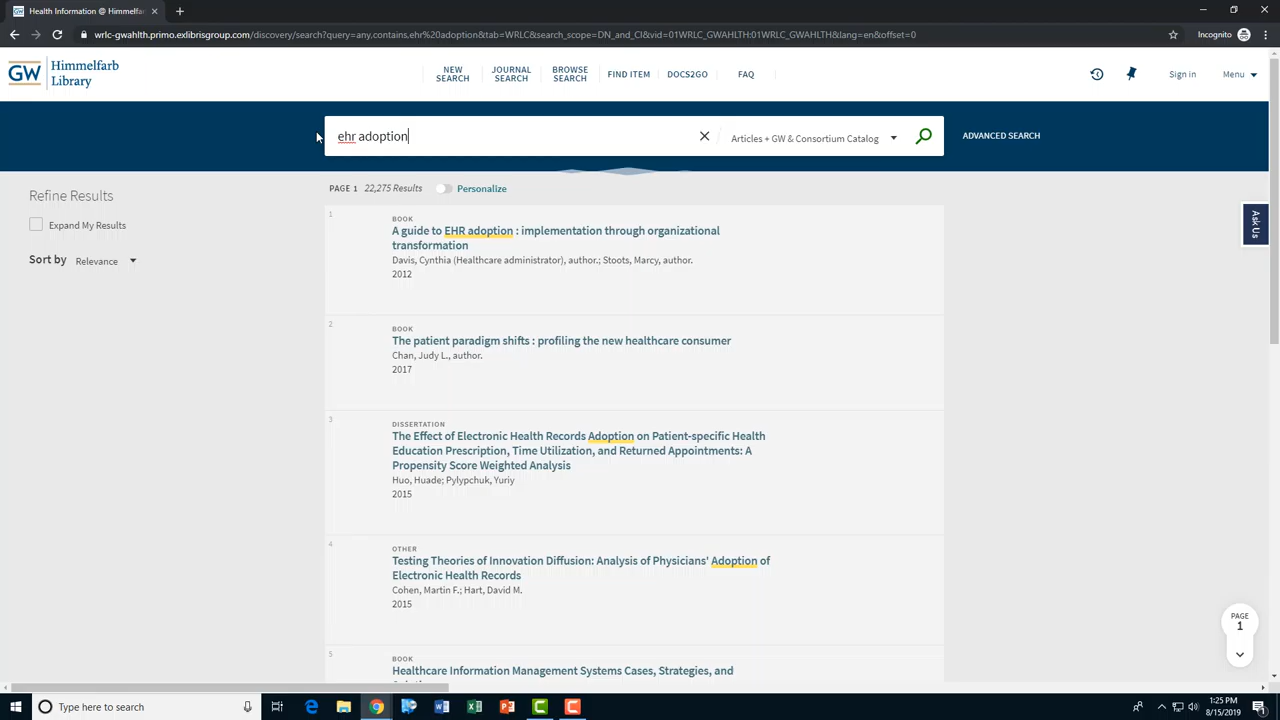 Health @ Himmelfarb
Incognito
wrlc-gwahlth.primo.exlibrisgroup.com/discovery/search?query=any,contains,ehr%20adoption&tab=WRLC&search_scope=DN_and_CI&vid=01WRLC_GWAHLTH:01WRLC_GWAHLTH&lang=en&offset=0
GW Himmelfarb
Library
NEW
SEARCH
JOURNAL
SEARCH
BROWSE
SEARCH
FIND ITEM
DOCS2GO
FAQ
Sign in
Menu
ehr adoption
Articles + GW & Consortium Catalog
ADVANCED SEARCH
Refine Results
Expand My Results
Sort by Relevance
PAGE 1 22,275 Results Personalize
1
BOOK
A guide to EHR adoption : implementation through organizational
transformation
Davis, Cynthia (Healthcare administrator), author.; Stoots, Marcy, author.
2012
2
BOOK
The patient paradigm shifts : profiling the new healthcare consumer
Chan, Judy L., author.
2017
3
DISSERTATION
The Effect of Electronic Health Records Adoption on Patient-specific Health
Education Prescription, Time Utilization, and Returned Appointments: A
Propensity Score Weighted Analysis
Huo, Huade; Pylypchuk, Yuriy
2015
4
OTHER
Testing Theories of Innovation Diffusion: Analysis of Physicians' Adoption of
Electronic Health Records
Cohen, Martin F.; Hart, David M.
2015
5
BOOK
Healthcare Information Management Systems Cases, Strategies, and
Ask Us
PAGE
1
Type here to search
1:25 PM
8/15/2019